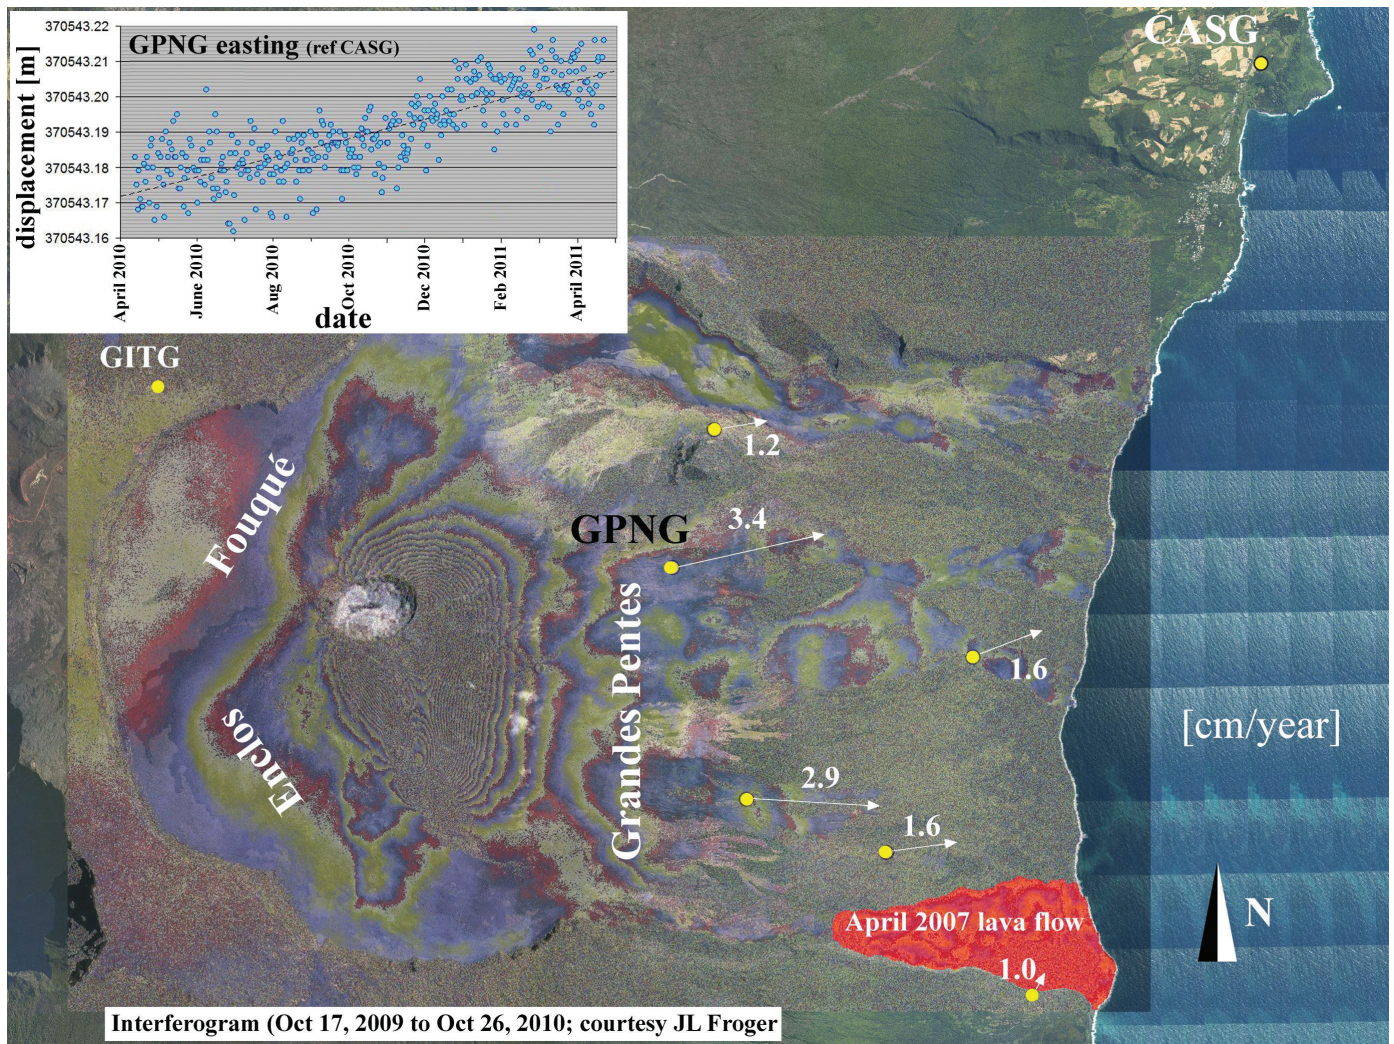 GPNG easting (ref CASG)
displacement [m]
370543.22
370543.21
370543.20
370543.19
370543.18
370543.17
370543.16
April 2010
June 2010
Aug 2010
Oct 2010
Dec 2010
Feb 2011
April 2011
date
CASG
GITG
1.2
Fouqué
GPNG
3.4
Grandes Pentes
1.6
Enclos
[cm/year]
2.9
1.6
April 2007 lava flow
N
1.0
Interferogram (Oct 17, 2009 to Oct 26, 2010; courtesy JL Froger